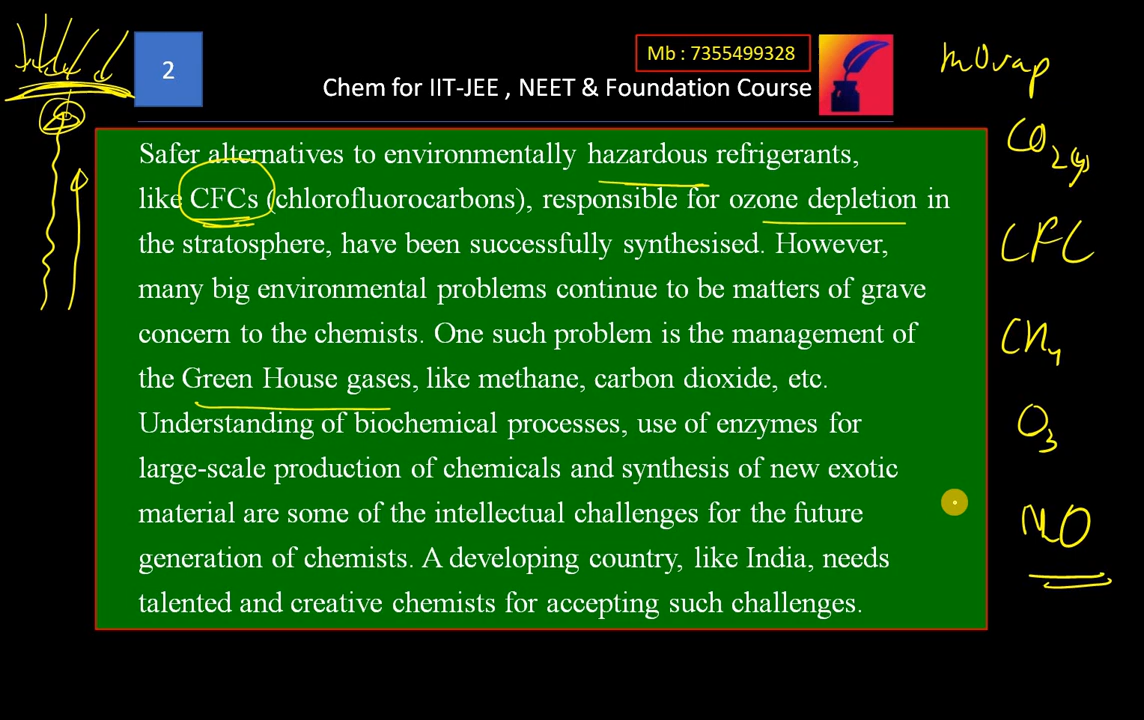 2
Mb : 7355499328
Chem for IIT-JEE , NEET & Foundation Course
Safer alternatives to environmentally hazardous refrigerants,
like CFCs (chlorofluorocarbons), responsible for ozone depletion in
the stratosphere, have been successfully synthesised. However,
many big environmental problems continue to be matters of grave
concern to the chemists. One such problem is the management of
the Green House gases, like methane, carbon dioxide, etc.
Understanding of biochemical processes, use of enzymes for
large-scale production of chemicals and synthesis of new exotic
material are some of the intellectual challenges for the future
generation of chemists. A developing country, like India, needs
talented and creative chemists for accepting such challenges.
CO2(g)
CFC
CH4
O3